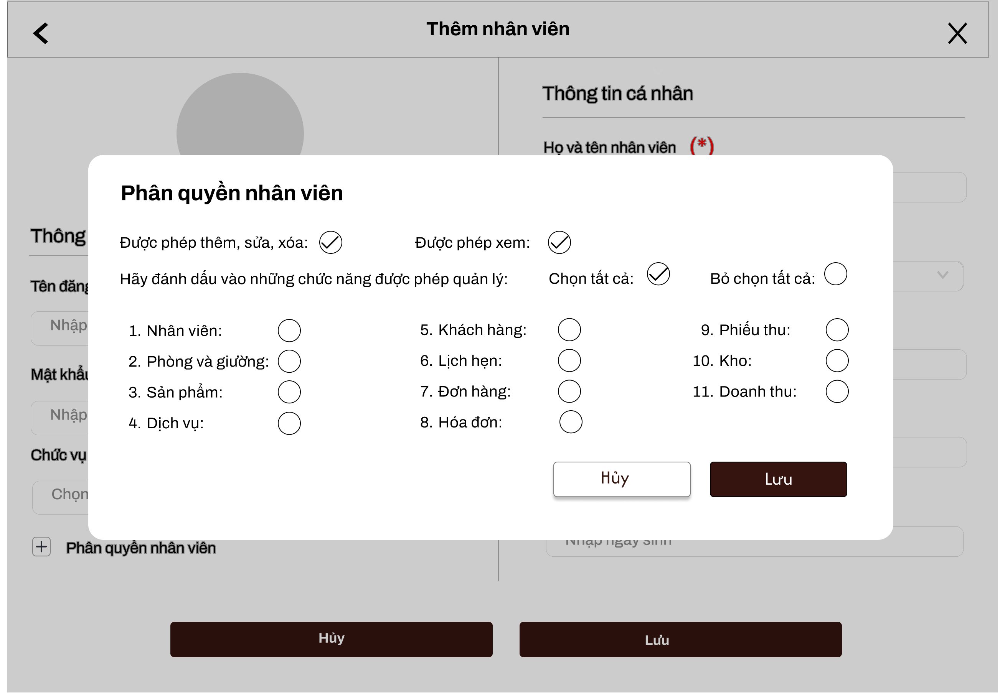 Thêm nhân viên
Thông tin cá nhân
Họ và tên nhân viên (*)
Phân quyền nhân viên
Thông
Được phép thêm, sửa, xóa: Được phép xem:
Hãy đánh dấu vào những chức năng được phép quản lý: Chọn tất cả: Bỏ chọn tất cả:
Tên đăng
Nhập
1. Nhân viên: 5. Khách hàng: 9. Phiếu thu:
2. Phòng và giường: 6. Lịch hẹn: 10. Kho:
Mật khẩu
3. Sản phẩm: 7. Đơn hàng: 11. Doanh thu:
Nhập
4. Dịch vụ: 8. Hóa đơn:
Chức vụ
Hủy Lưu
Chọn
Nhập ngày sinh
Phân quyền nhân viên
Hủy Lưu